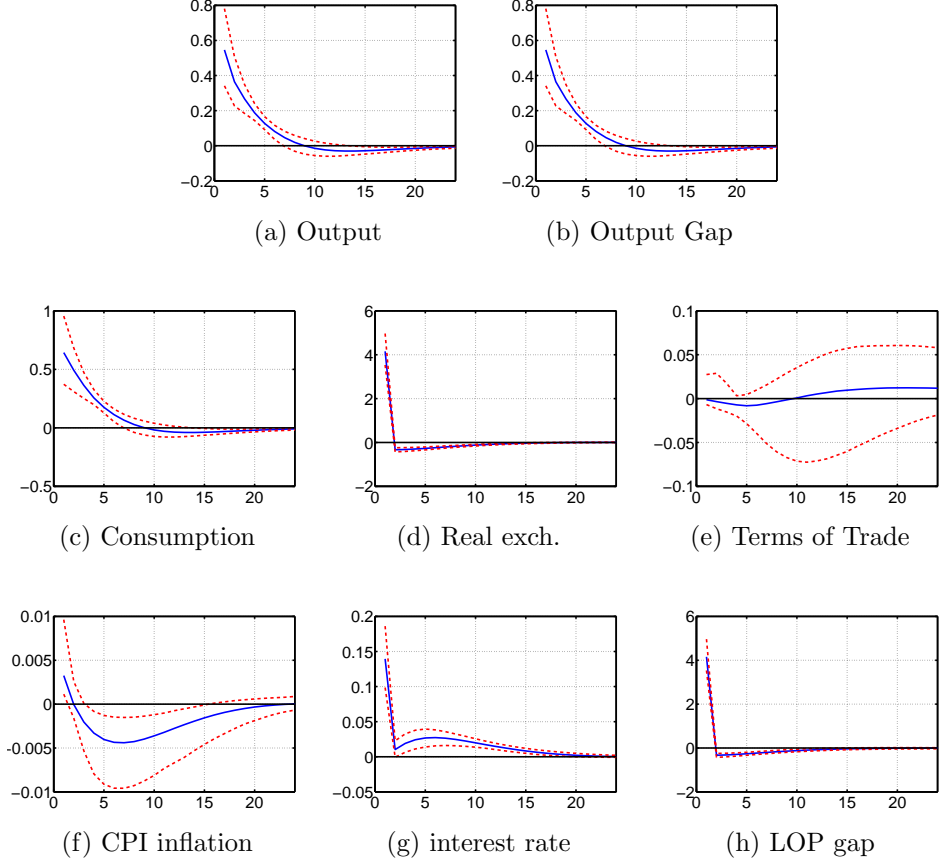 0.8
0.6
0.4
0.2
0
−0.2
0 5 10 15 20
(a) Output
0.8
0.6
0.4
0.2
0
−0.2
0 5 10 15 20
(b) Output Gap
1
0.5
0
−0.5
0 5 10 15 20
(c) Consumption
6
4
2
0
−2
0 5 10 15 20
(d) Real exch.
0.1
0.05
0
−0.05
−0.1
0 5 10 15 20
(e) Terms of Trade
0.01
0.005
0
−0.005
−0.01
0 5 10 15 20
(f) CPI inflation
0.2
0.15
0.1
0.05
0
−0.05
0 5 10 15 20
(g) interest rate
6
4
2
0
−2
0 5 10 15 20
(h) LOP gap